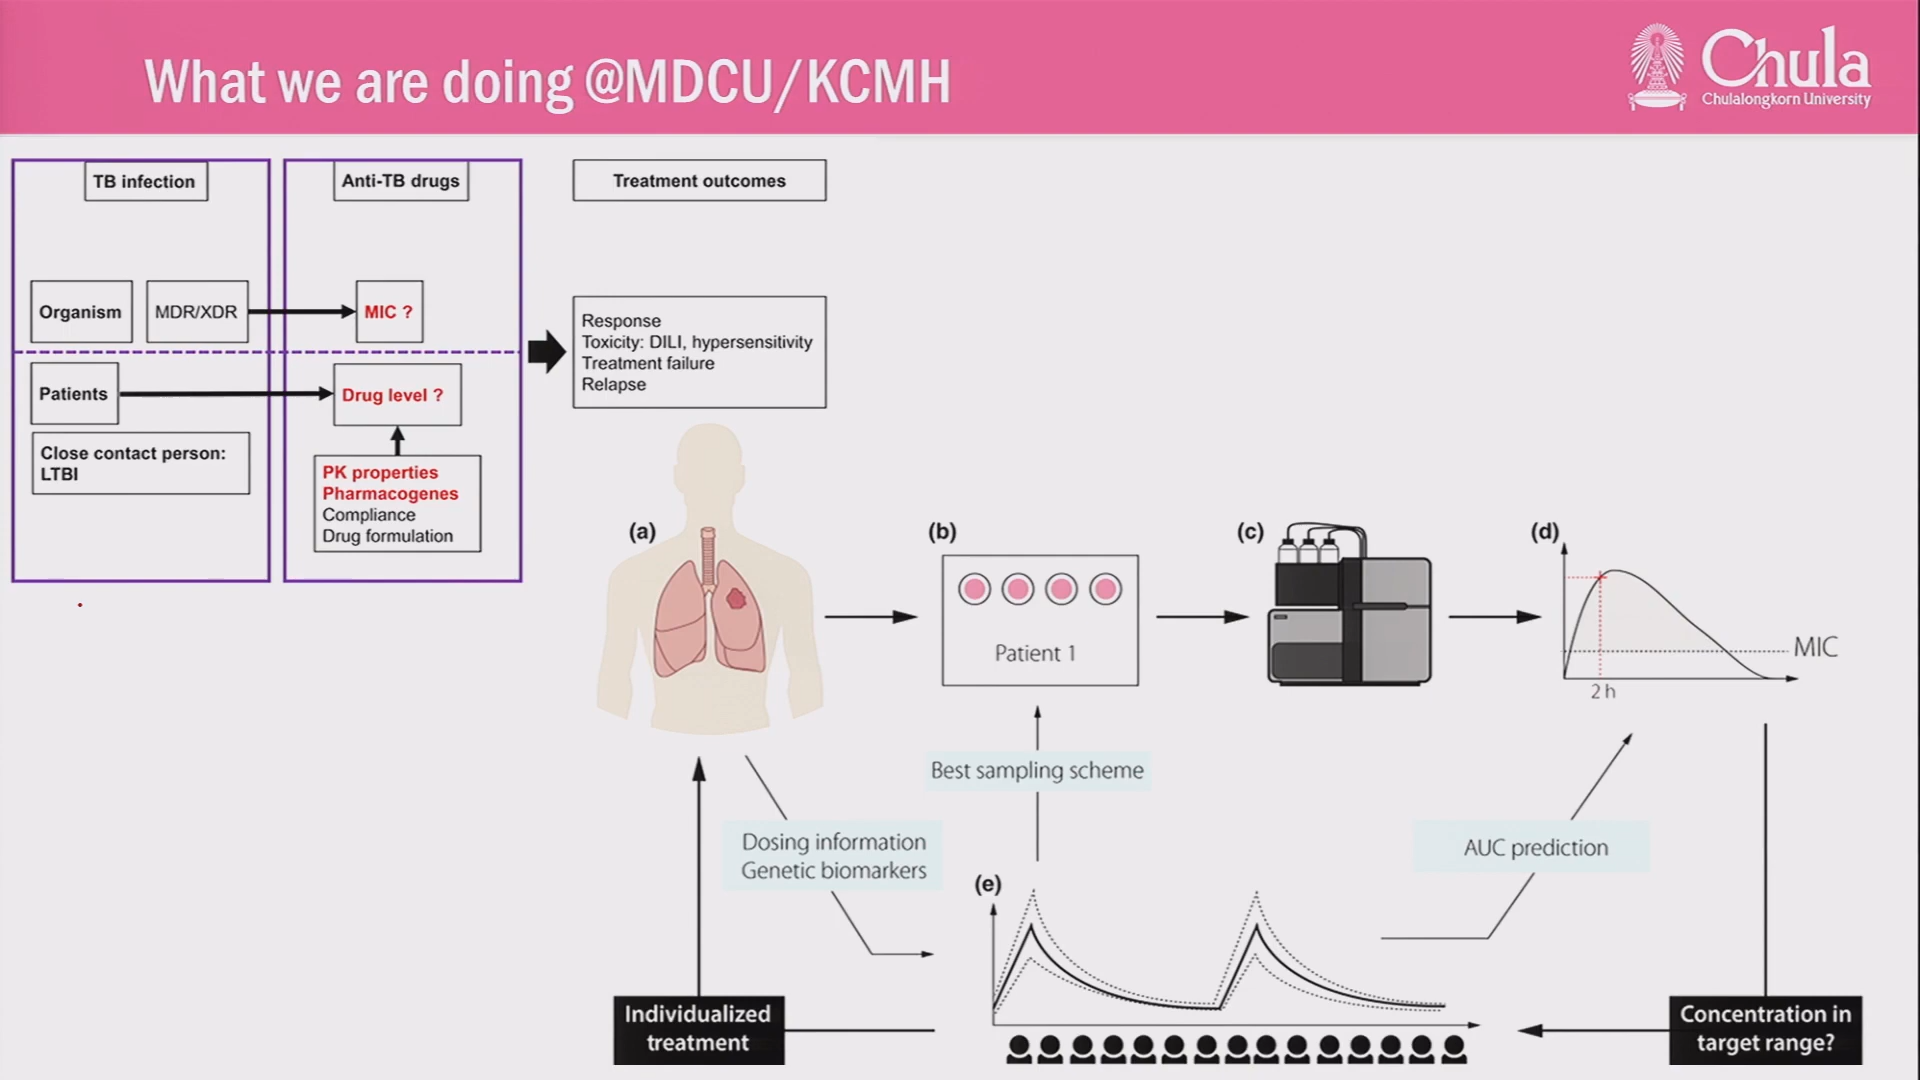 What we are doing @MDCU/KCMH
Chula
Chulalongkorn University
TB infection
Anti-TB drugs
Treatment outcomes
Organism
MDR/XDR
MIC ?
Patients
Drug level ?
Close contact person:
LTBI
PK properties
Pharmacogenes
Compliance
Drug formulation
Response
Toxicity: DILI, hypersensitivity
Treatment failure
Relapse
(a)
(b)
Patient 1
(c)
(d)
MIC
2 h
Best sampling scheme
Dosing information
Genetic biomarkers
AUC prediction
(e)
Individualized
treatment
Concentration in
target range?